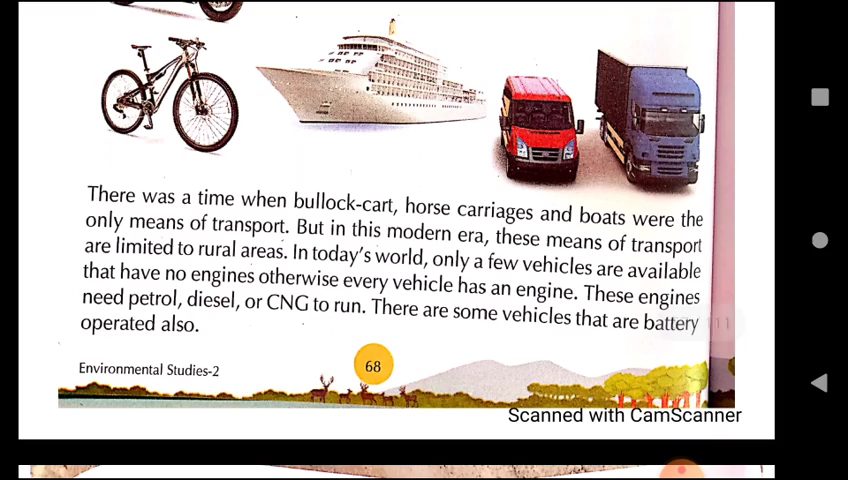 There was a time when bullock-cart, horse carriages and boats were the
only means of transport. But in this modern era, these means of transport
are limited to rural areas. In today's world, only a few vehicles are available
that have no engines otherwise every vehicle has an engine. These engines
need petrol, diesel, or CNG to run. There are some vehicles that are battery
operated also.
Environmental Studies-2
68
Scanned with CamScanner